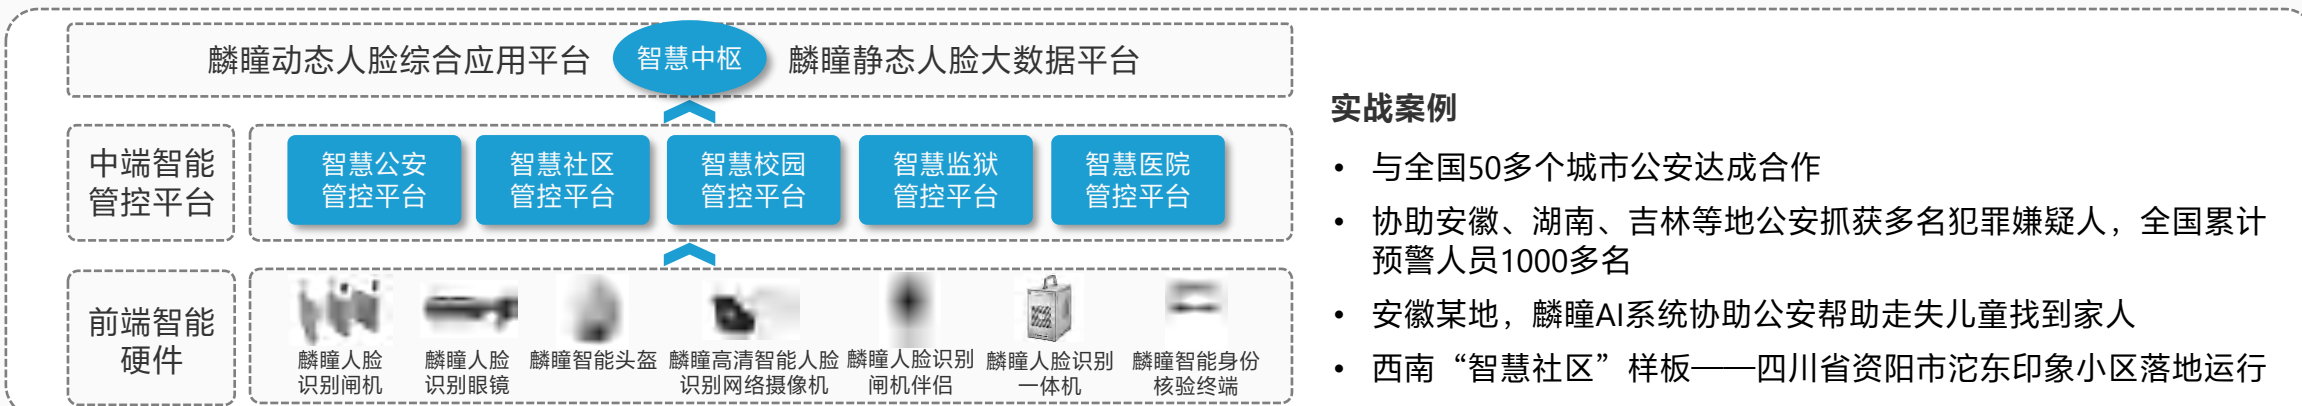 麟瞳动态人脸综合应用平台 智慧中枢 麟瞳静态人脸大数据平台
中端智能
管控平台
智慧公安
管控平台
智慧社区
管控平台
智慧校园
管控平台
智慧监狱
管控平台
智慧医院
管控平台
前端智能
硬件
麟瞳人脸
识别闸机
麟瞳人脸
识别眼镜
麟瞳智能头盔
麟瞳高清智能人脸
识别网络摄像机
麟瞳人脸识别
闸机伴侣
麟瞳人脸识别
一体机
麟瞳智能身份
核验终端
实战案例
• 与全国50多个城市公安达成合作
• 协助安徽、湖南、吉林等地公安抓获多名犯罪嫌疑人，全国累计
预警人员1000多名
• 安徽某地，麟瞳AI系统协助公安帮助走失儿童找到家人
• 西南“智慧社区”样板——四川省资阳市沱东印象小区落地运行